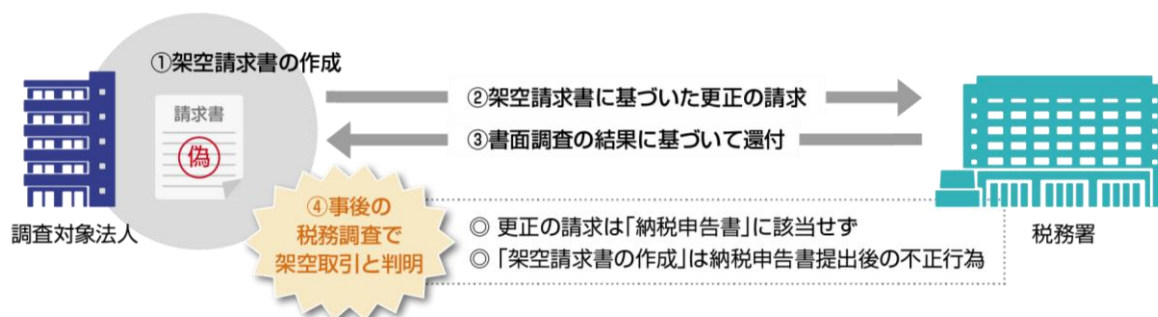 ①架空請求書の作成
請求書
偽
②架空請求書に基づいた更正の請求
③書面調査の結果に基づいて還付
④事後の
税務調査で
架空取引と判明
◎ 更正の請求は「納税申告書」に該当せず
◎ 「架空請求書の作成」は納税申告書提出後の不正行為
調査対象法人
税務署